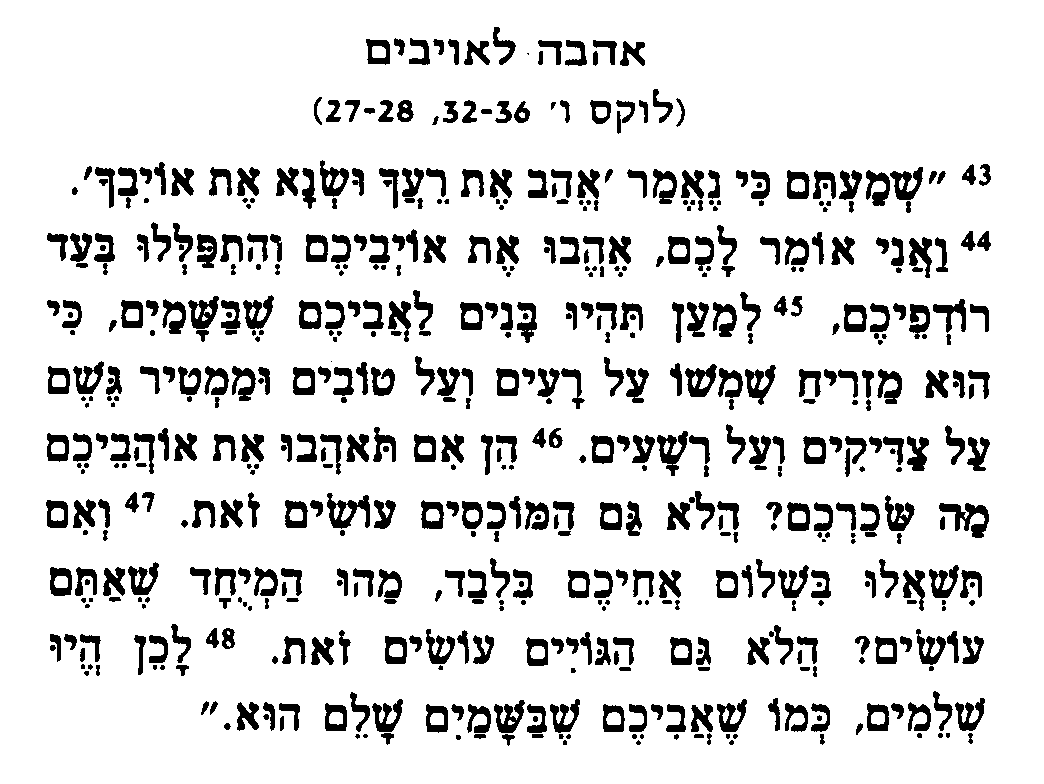 אהבה לאויבים
(לוקס ו' 32-36, 27-28)
43 "שְׁמַעְתֶּם כִּי נֶאֱמַר 'אֱהַב אֶת רֵעֲךָ וּשְׂנָא אֶת אוֹיִבְךָ'.
44 וַאֲנִי אוֹמֵר לָכֶם, אֶהֱבוּ אֶת אוֹיְבֵיכֶם וְהִתְפַּלְּלוּ בְּעַד
רוֹדְפֵיכֶם, 45 לְמַעַן תִּהְיוּ בָּנִים לַאֲבִיכֶם שֶׁבַּשָּׁמַיִם, כִּי
הוּא מַזְרִיחַ שִׁמְשׁוֹ עַל רָעִים וְעַל טוֹבִים וּמַמְטִיר גֶּשֶׁם
עַל צַדִּיקִים וְעַל רְשָׁעִים. 46 הֵן אִם תֹּאהֲבוּ אֶת אוֹהֲבֵיכֶם
מַה שְּׂכַרְכֶם? הֲלֹא גַּם הַמּוֹכְסִים עוֹשִׂים זֹאת. 47 וְאִם
תִּשְׁאֲלוּ בִּשְׁלוֹם אֲחֵיכֶם בִּלְבַד, מַהוּ הַמְיֻחָד שֶׁאַתֶּם
עוֹשִׂים? הֲלֹא גַּם הַגּוֹיִים עוֹשִׂים זֹאת. 48 לָכֵן הֱיוּ
שְׁלֵמִים, כְּמוֹ שֶׁאֲבִיכֶם שֶׁבַּשָּׁמַיִם שָׁלֵם הוּא."